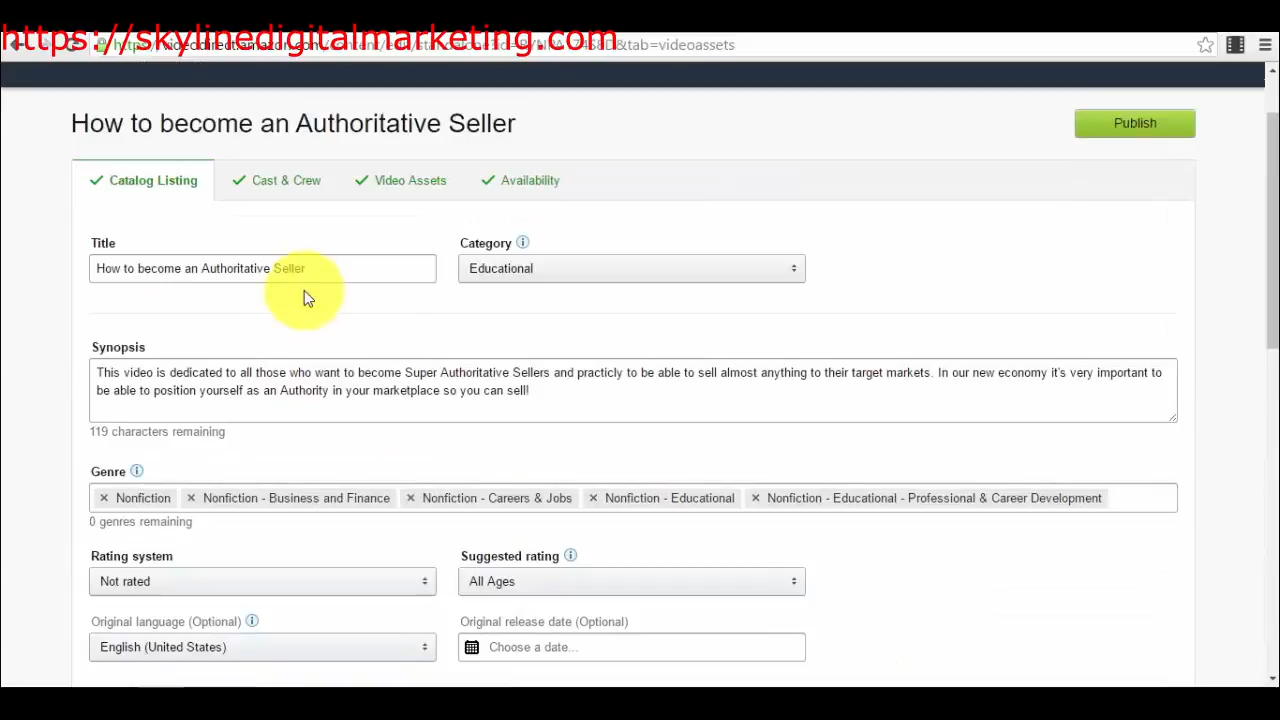 https://skylinedigitalmarketing.com
&tab=videoassets
How to become an Authoritative Seller
Publish
Catalog Listing
Cast & Crew
Video Assets
Availability
Title
Category
How to become an Authoritative Seller
Educational
Synopsis
This video is dedicated to all those who want to become Super Authoritative Sellers and practicly to be able to sell almost anything to their target markets. In our new economy it's very important to
be able to position yourself as an Authority in your marketplace so you can sell!
119 characters remaining
Genre
× Nonfiction × Nonfiction - Business and Finance × Nonfiction - Careers & Jobs × Nonfiction - Educational × Nonfiction - Educational - Professional & Career Development
0 genres remaining
Rating system
Suggested rating
Not rated
All Ages
Original language (Optional)
Original release date (Optional)
English (United States)
Choose a date...